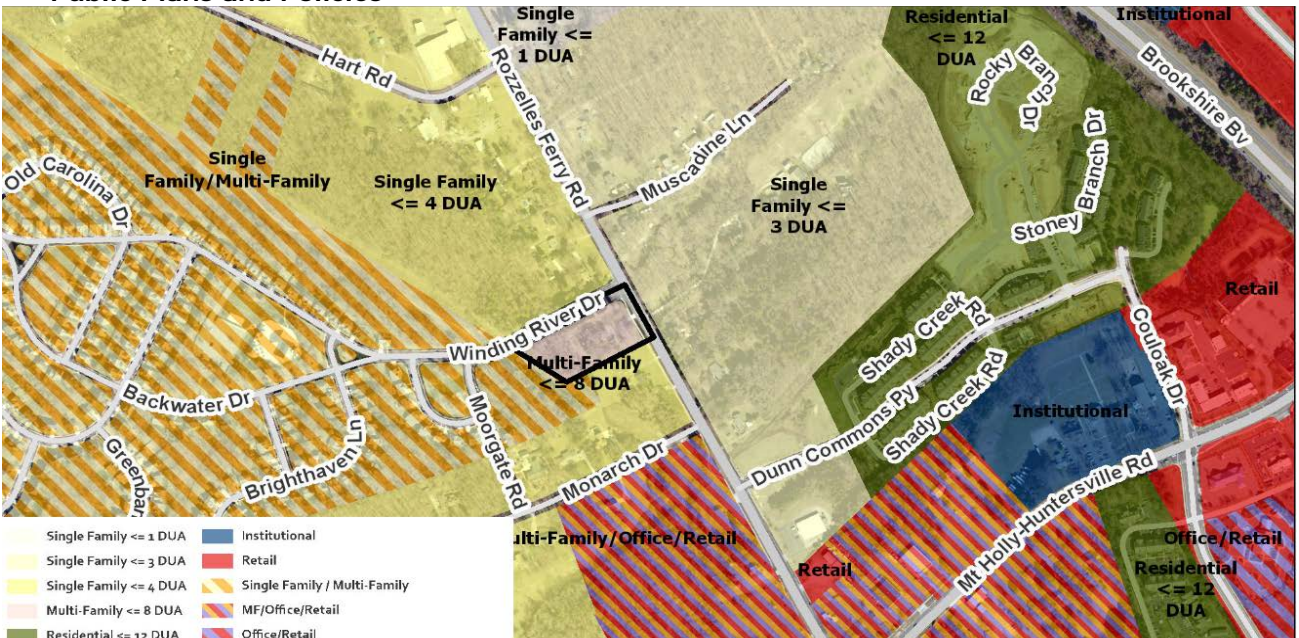 Public Plans and Policies
Single
Family <=
1 DUA
Residential
<= 12
DUA
Institutional
Hart Rd
Rozzelles Ferry Rd
Rocky Branch Dr
Brookshire Bv
Muscadine Ln
Stoney Branch Dr
Single
Family/Multi-Family
Single Family
<= 4 DUA
Single
Family <=
3 DUA
Old Carolina Dr
Retail
Winding River Dr
Multi-Family
<= 8 DUA
Shady Creek Rd
Couloak Dr
Backwater Dr
Moorgate Rd
Shady Creek Rd
Institutional
Dunn Commons Py
Greenban
Brighthaven Ln
Monarch Dr
Mt Holly-Huntersville Rd
ulti-Family/Office/Retail
Retail
Office/Retail
Residential
<= 12
DUA
Single Family <= 1 DUA
Single Family <= 3 DUA
Single Family <= 4 DUA
Multi-Family <= 8 DUA
Residential <= 12 DUA
Institutional
Retail
Single Family / Multi-Family
MF/Office/Retail
Office/Retail